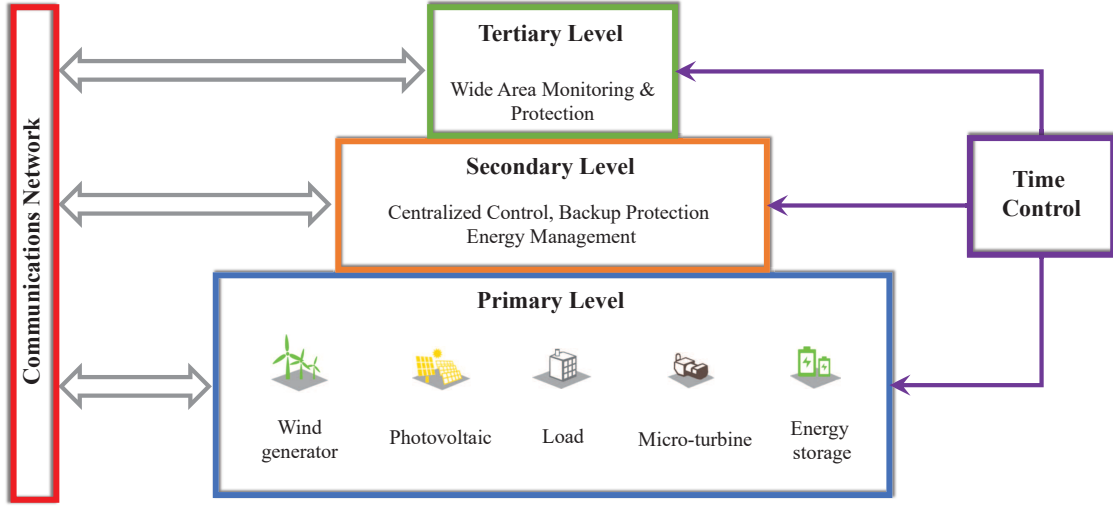 Communications Network
Tertiary Level
Wide Area Monitoring &
Protection
Secondary Level
Centralized Control, Backup Protection
Energy Management
Time
Control
Primary Level
Wind
generator
Photovoltaic
Load
Micro-turbine
Energy
storage